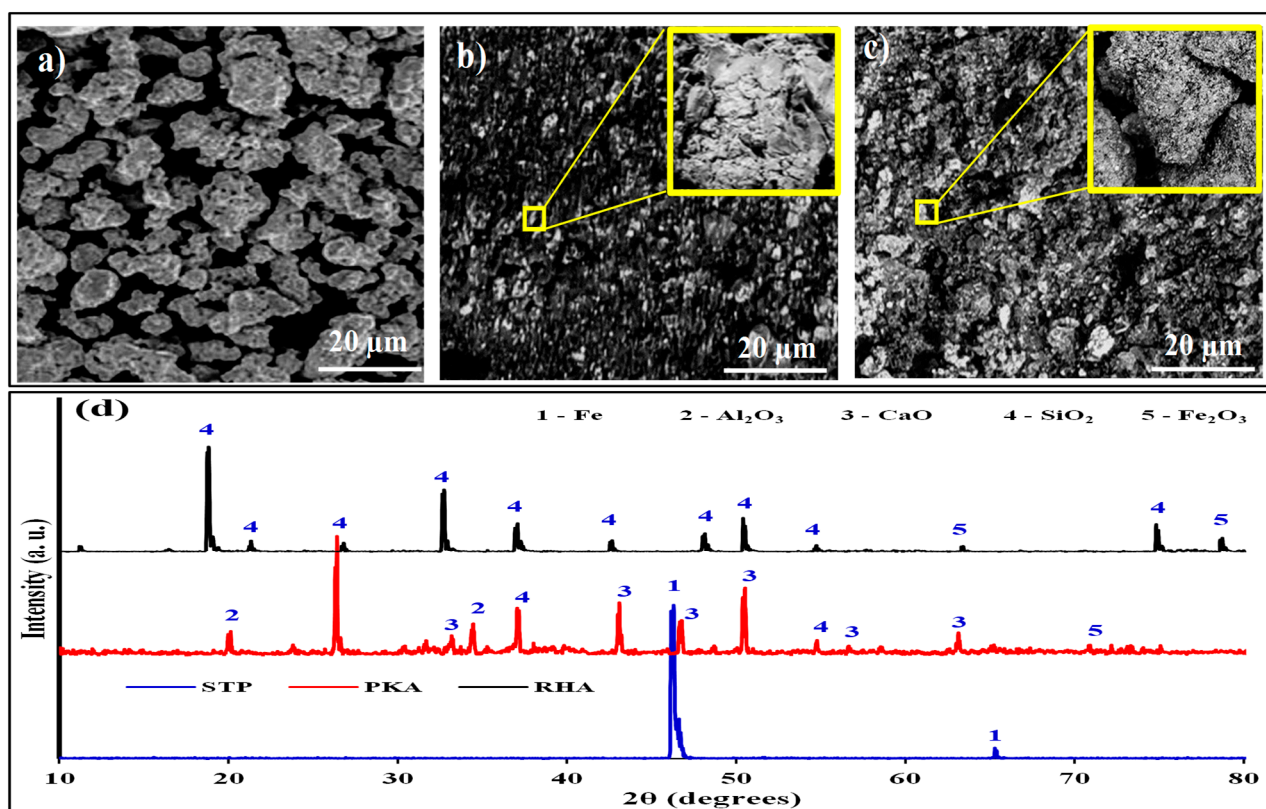 a)
b)
c)
20 μm
20 μm
20 μm
(d)
1 - Fe 2 - Al₂O₃ 3 - CaO 4 - SiO₂ 5 - Fe₂O₃
4 4 4 4 4 4 4 4 4 5 4 5
2 3 2 4 3 3 3 4 3 3 5
1 1
STP PKA RHA
Intensity (a. u.)
10 20 30 40 50 60 70 80
2θ (degrees)